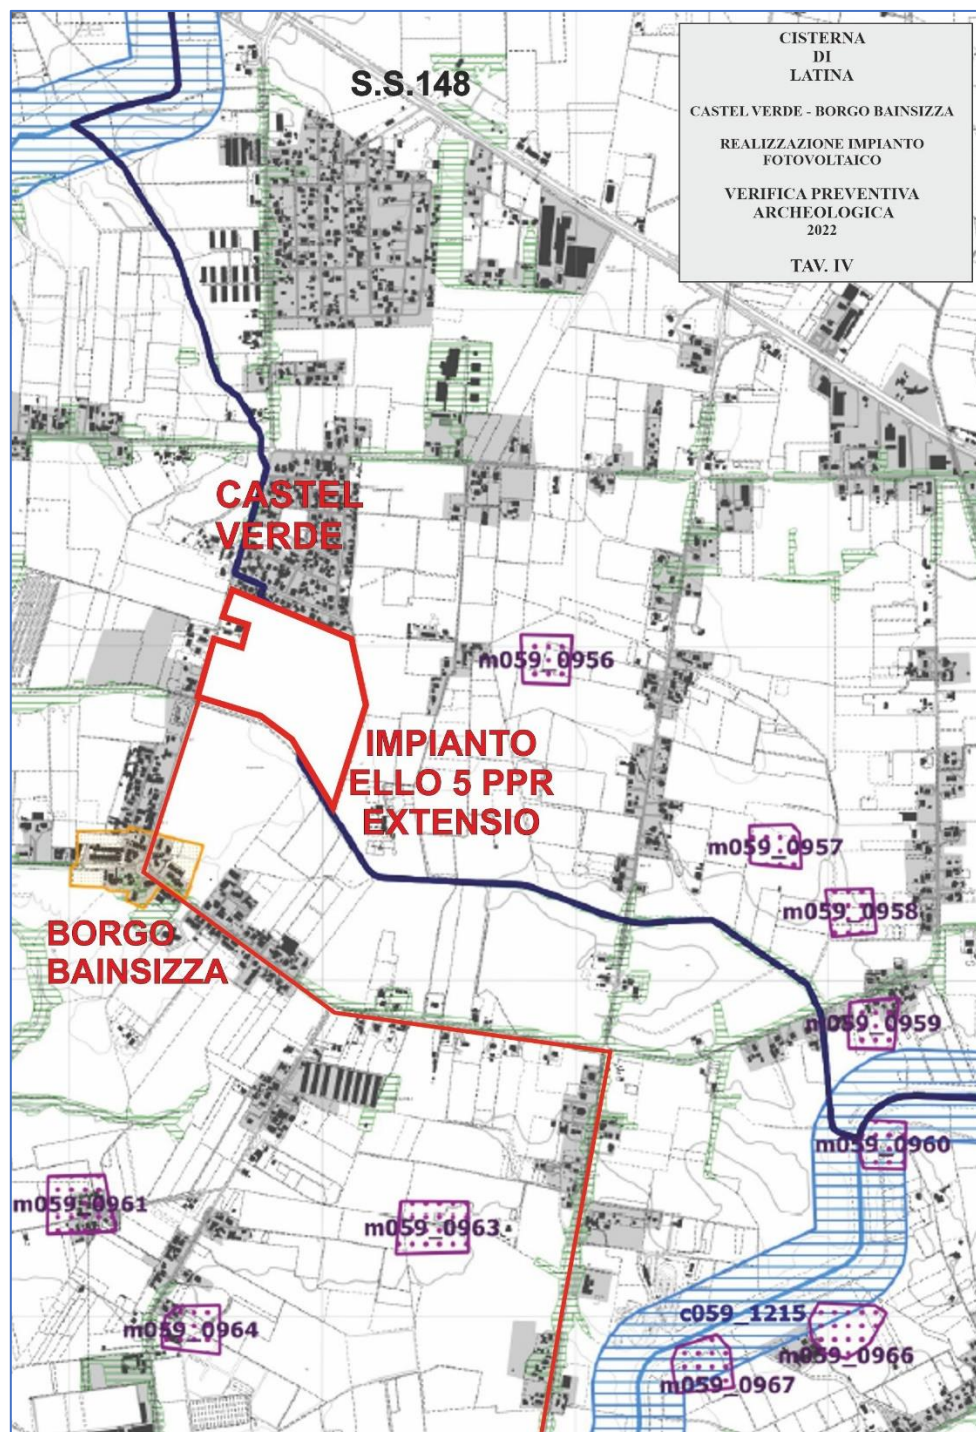 S.S.148
CISTERNA
DI
LATINA
CASTEL VERDE - BORGO BAINSIZZA
REALIZZAZIONE IMPIANTO
FOTOVOLTAICO
VERIFICA PREVENTIVA
ARCHEOLOGICA
2022
TAV. IV
CASTEL
VERDE
m059_0956
IMPIANTO
ELLO 5 PPR
EXTENSIO
m059_0957
m059_0958
BORGO
BAINSIZZA
m059_0959
m059_0960
m059_0961
m059_0963
m059_0964
c059_1215
m059_0966
m059_0967